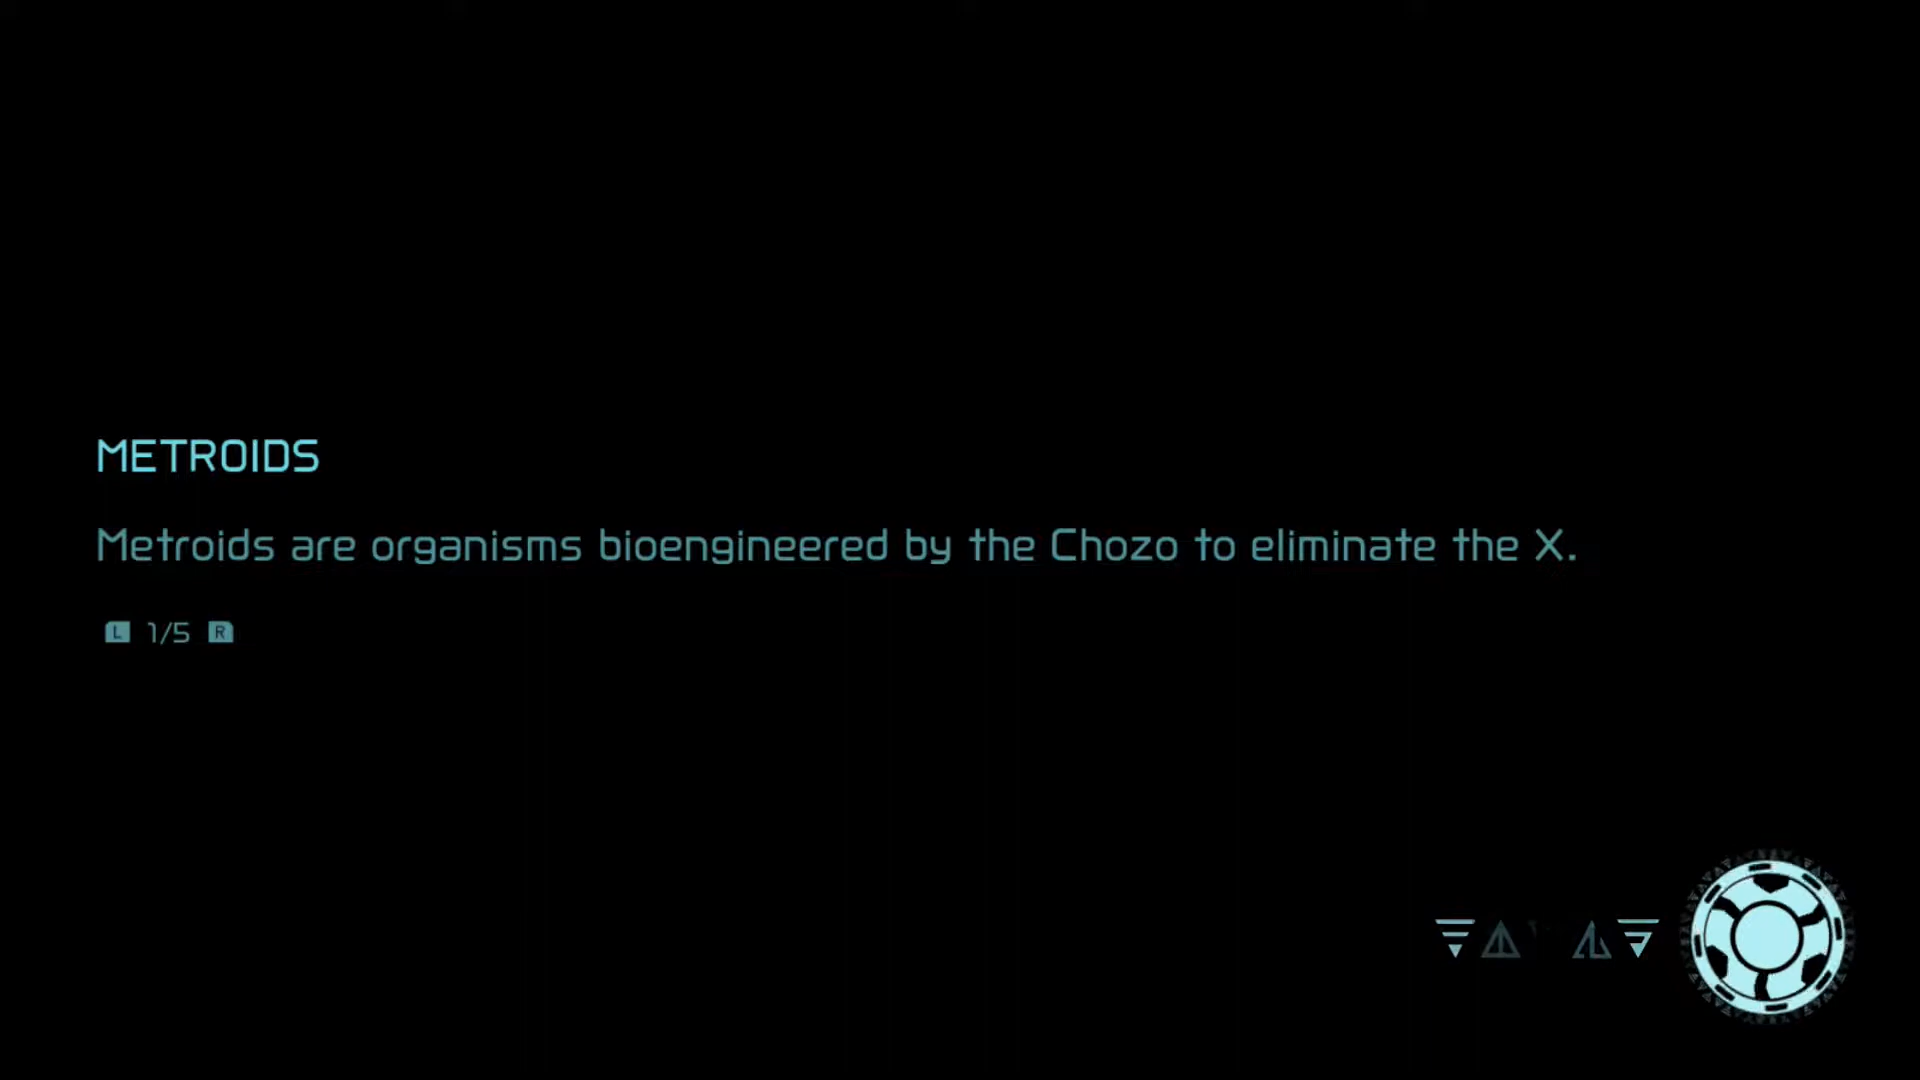 METROIDS
Metroids are organisms bioengineered by the Chozo to eliminate the X.
L 1/5 R